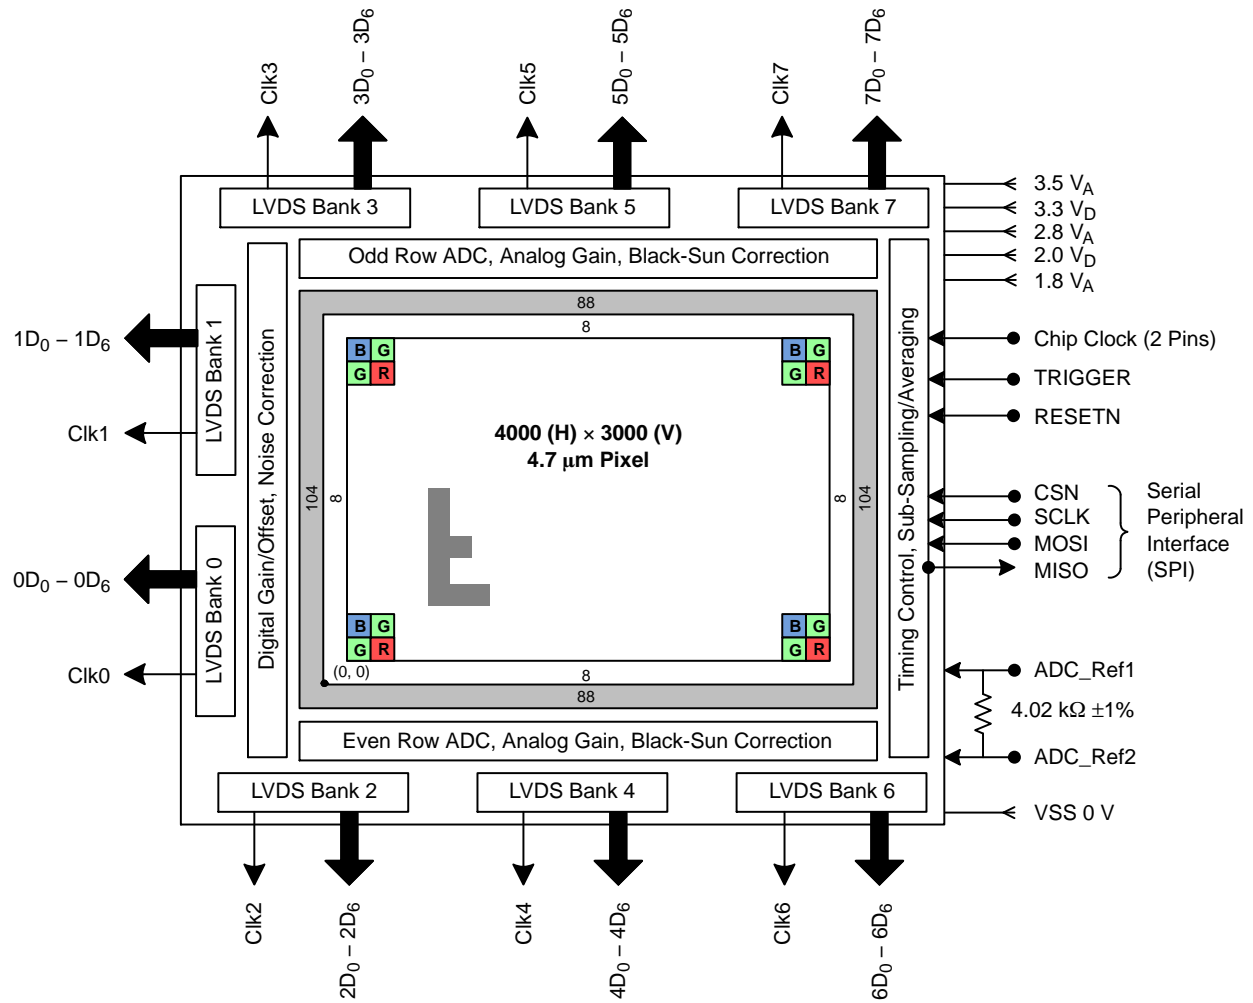 Clk3
3D0 – 3D6
Clk5
5D0 – 5D6
Clk7
7D0 – 7D6
LVDS Bank 3
LVDS Bank 5
LVDS Bank 7
3.5 VA
3.3 VD
2.8 VA
2.0 VD
1.8 VA
Odd Row ADC, Analog Gain, Black-Sun Correction
88
8
1D0 – 1D6
LVDS Bank 1
Clk1
Digital Gain/Offset, Noise Correction
B G
G R
B G
G R
4000 (H) × 3000 (V)
4.7 μm Pixel
104
8
8
104
Timing Control, Sub-Sampling/Averaging
Chip Clock (2 Pins)
TRIGGER
RESETN
CSN
SCLK
MOSI
MISO
Serial
Peripheral
Interface
(SPI)
0D0 – 0D6
LVDS Bank 0
Clk0
B G
G R
B G
G R
(0, 0)
8
88
ADC_Ref1
4.02 kΩ ±1%
ADC_Ref2
Even Row ADC, Analog Gain, Black-Sun Correction
LVDS Bank 2
LVDS Bank 4
LVDS Bank 6
VSS 0 V
Clk2
2D0 – 2D6
Clk4
4D0 – 4D6
Clk6
6D0 – 6D6